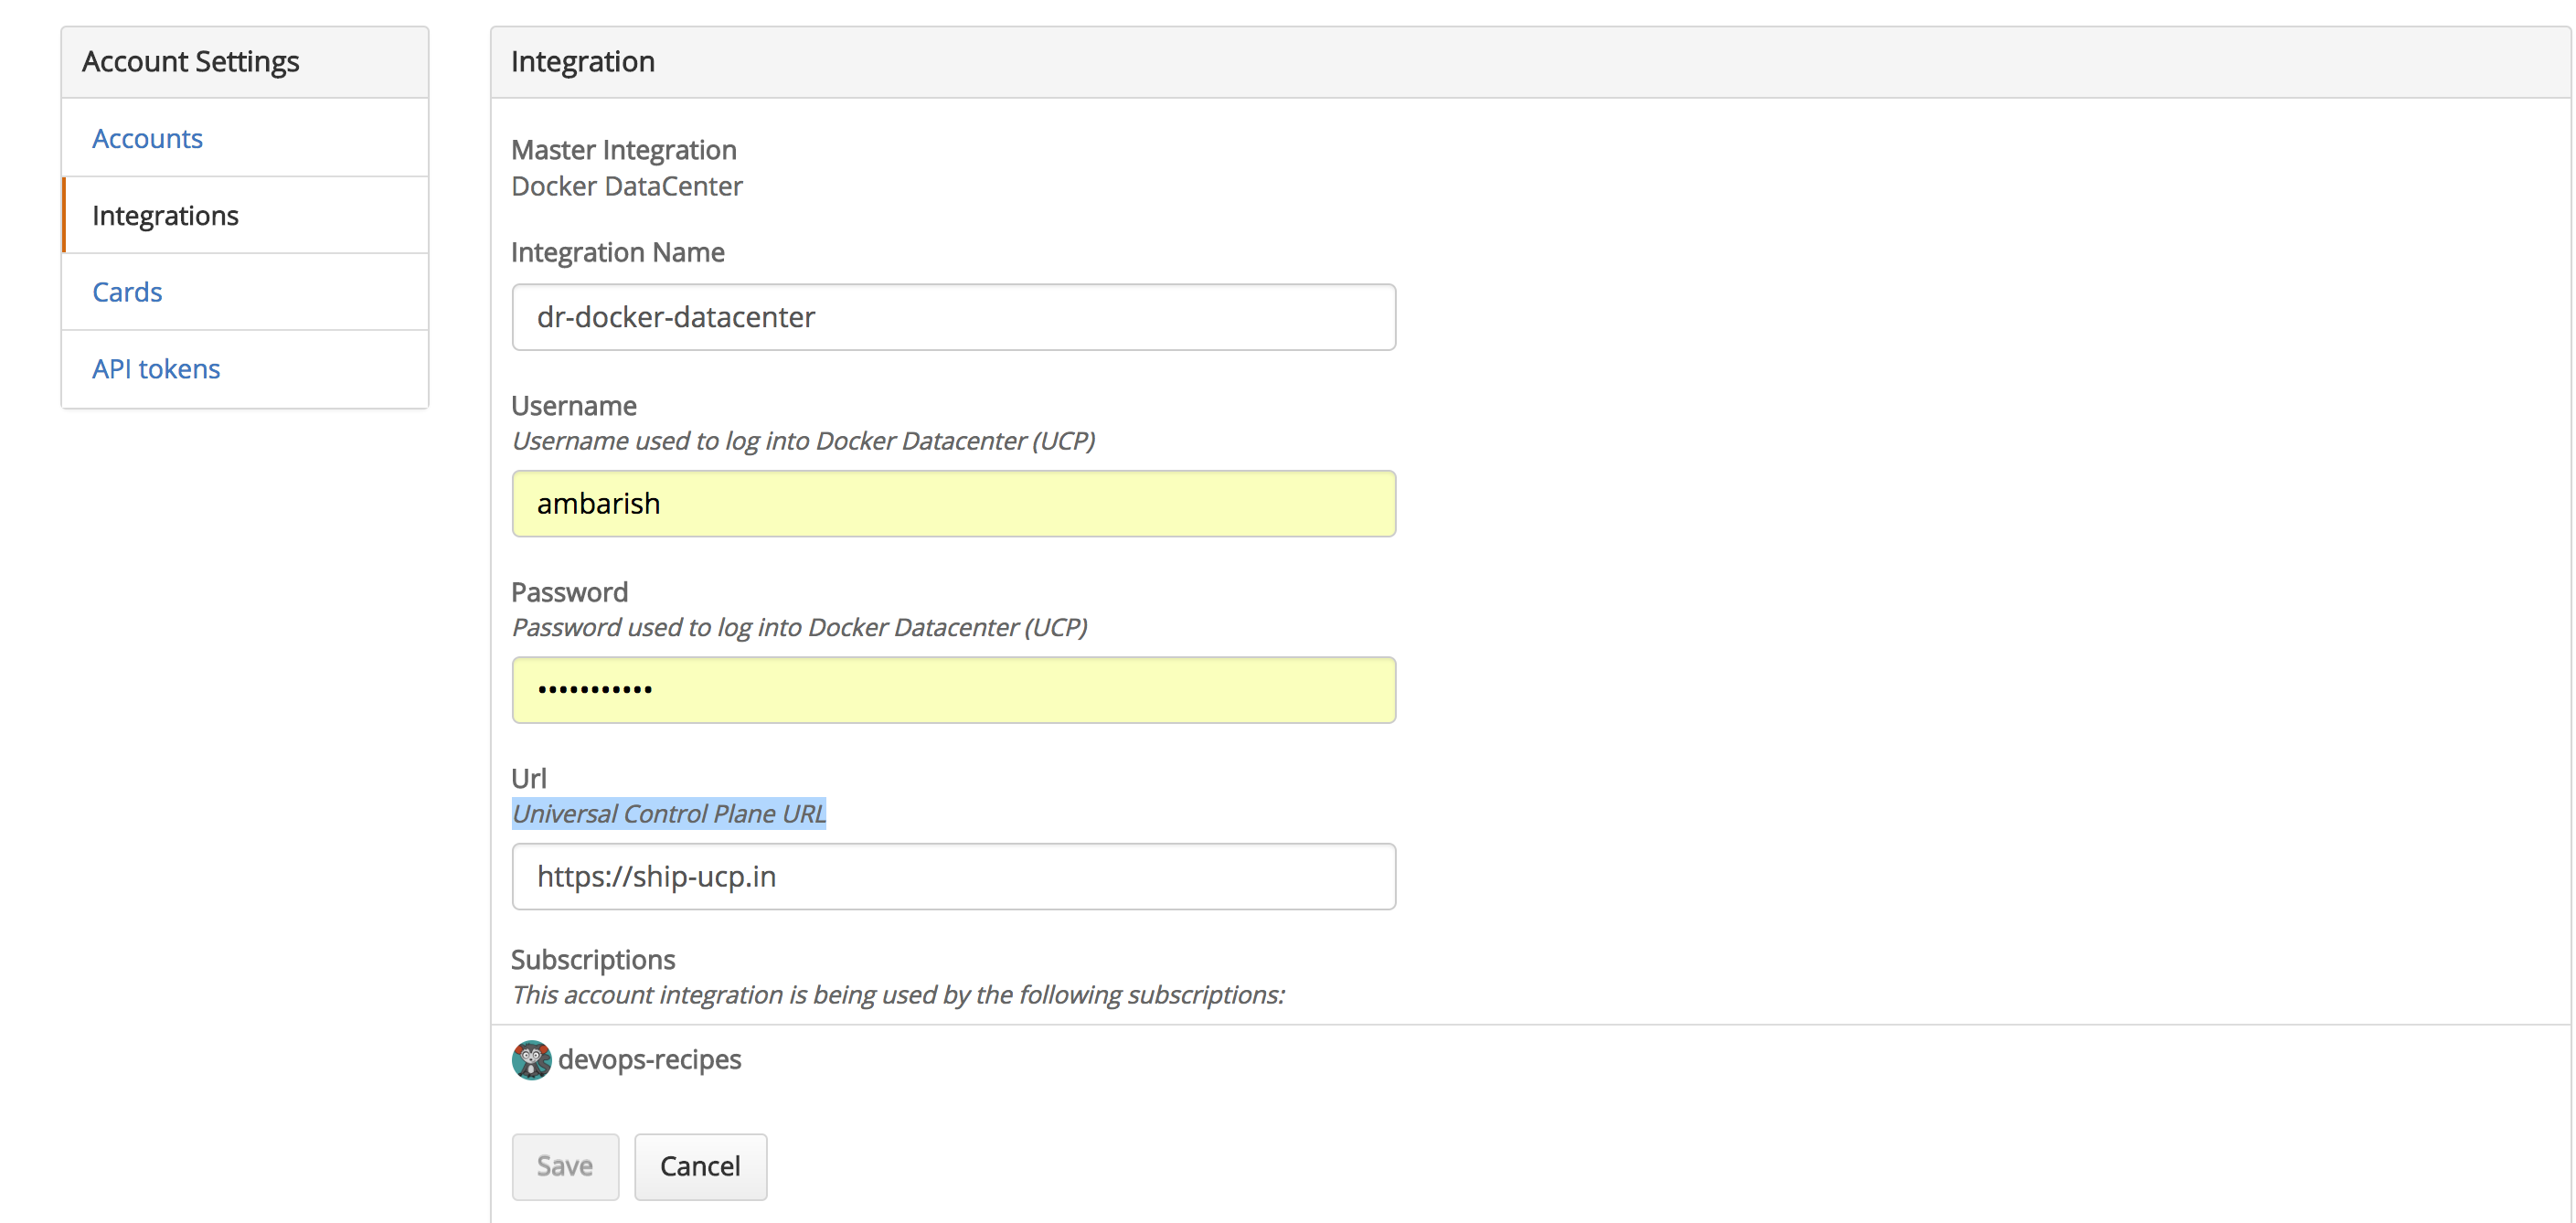 Account Settings
Accounts
Integrations
Cards
API tokens
Integration
Master Integration
Docker DataCenter
Integration Name
dr-docker-datacenter
Username
Username used to log into Docker Datacenter (UCP)
ambarish
Password
Password used to log into Docker Datacenter (UCP)
•••••••••••
Url
Universal Control Plane URL
https://ship-ucp.in
Subscriptions
This account integration is being used by the following subscriptions:
devops-recipes
Save
Cancel